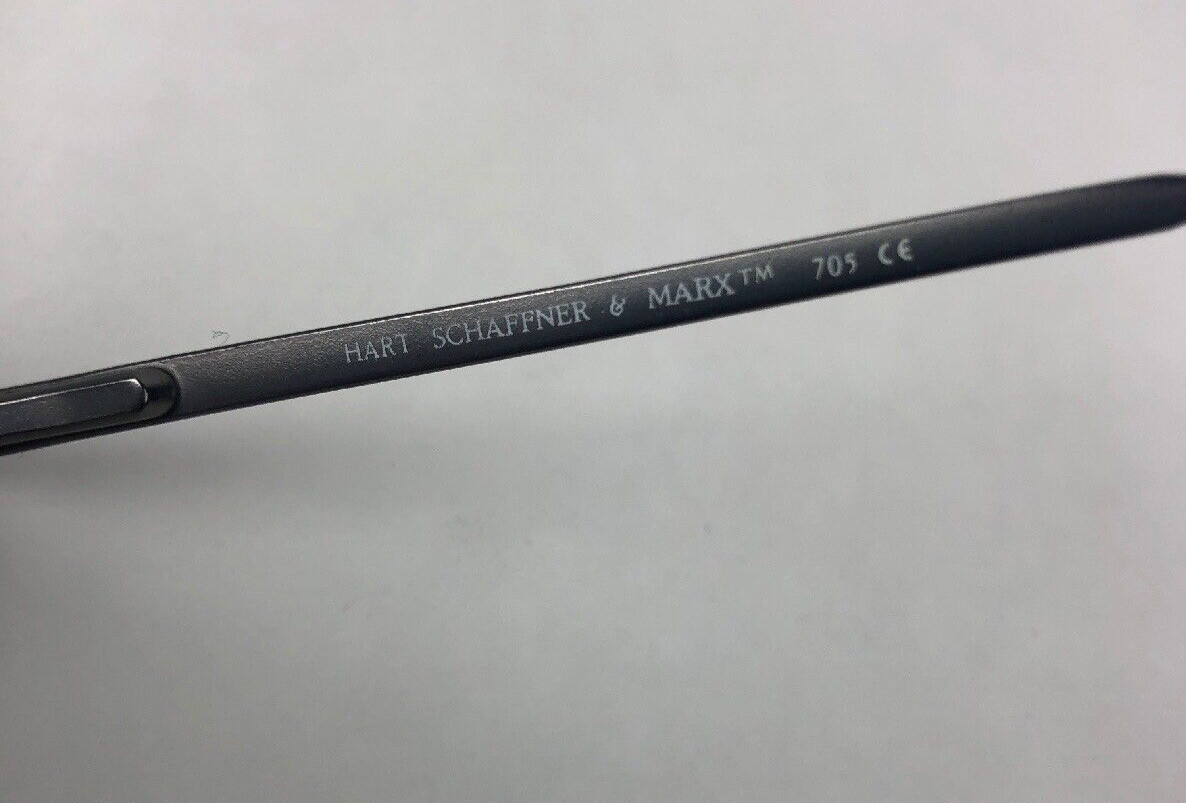 HART SCHAFFNER & MARX™ 705 CE